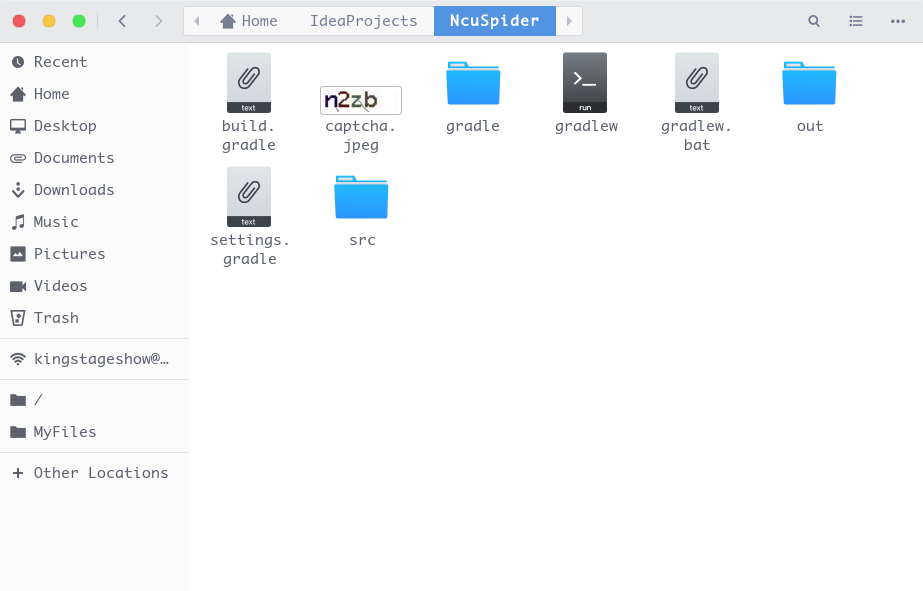 Home IdeaProjects NcuSpider
Recent
Home
Desktop
Documents
Downloads
Music
Pictures
Videos
Trash
kingstageshow@…
/
MyFiles
Other Locations
text
build.
gradle
n2zb
captcha.
jpeg
gradle
run
gradlew
text
gradlew.
bat
out
text
settings.
gradle
src